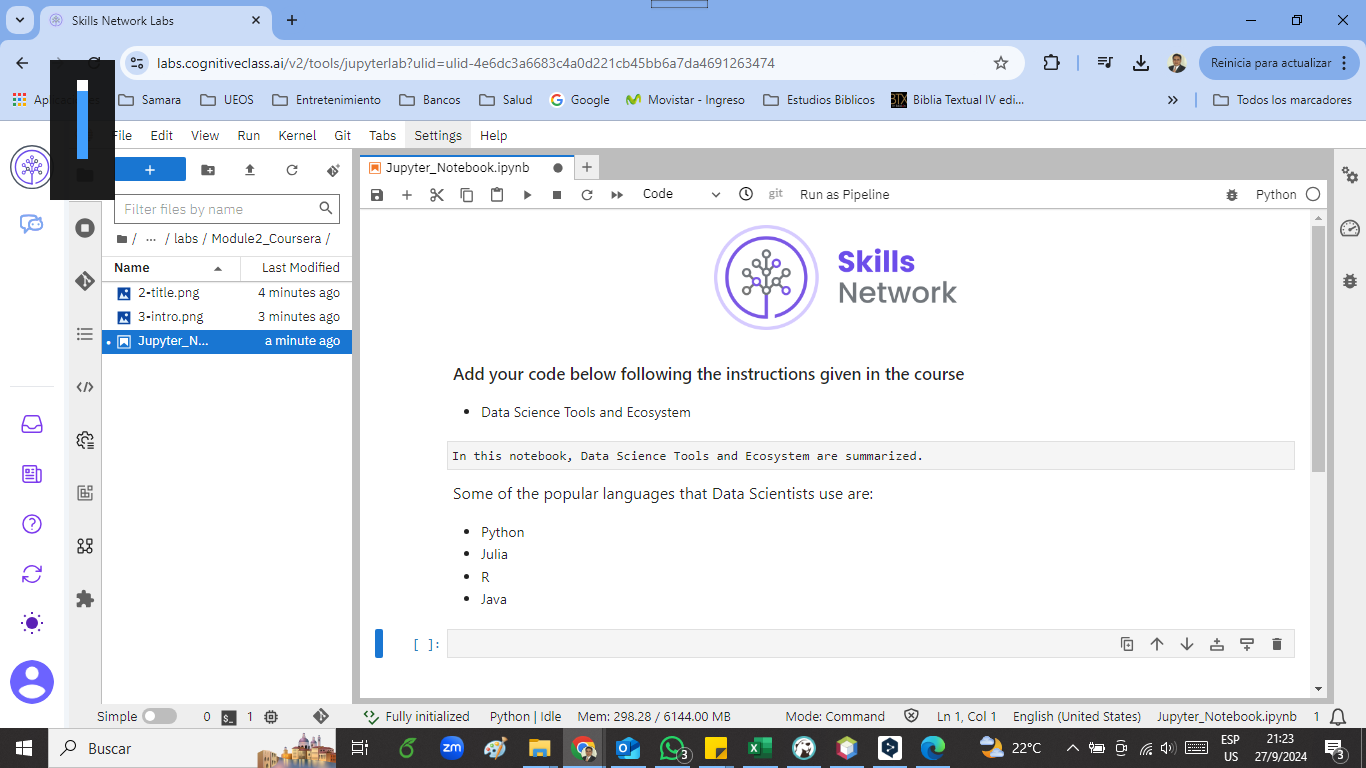 Skills Network Labs
labs.cognitiveclass.ai/v2/tools/jupyterlab?ulid=ulid-4e6dc3a6683c4a0d221cb45bb6a7da4691263474
Reinicia para actualizar
Samara UEOS Entretenimiento Bancos Salud Google Movistar - Ingreso Estudios Biblicos BTX Biblia Textual IV edi... » Todos los marcadores
File Edit View Run Kernel Git Tabs Settings Help
Jupyter_Notebook.ipynb
Code git Run as Pipeline Python
Filter files by name
/ ... / labs / Module2_Coursera /
Name Last Modified
2-title.png 4 minutes ago
3-intro.png 3 minutes ago
Jupyter_N... a minute ago
Skills
Network
Add your code below following the instructions given in the course
• Data Science Tools and Ecosystem
In this notebook, Data Science Tools and Ecosystem are summarized.
Some of the popular languages that Data Scientists use are:
• Python
• Julia
• R
• Java
[ ]:
Simple 0 1 Fully initialized Python | Idle Mem: 298.28 / 6144.00 MB Mode: Command Ln 1, Col 1 English (United States) Jupyter_Notebook.ipynb 1
Buscar zm 3 22°C ESP 21:23
US 27/9/2024 3